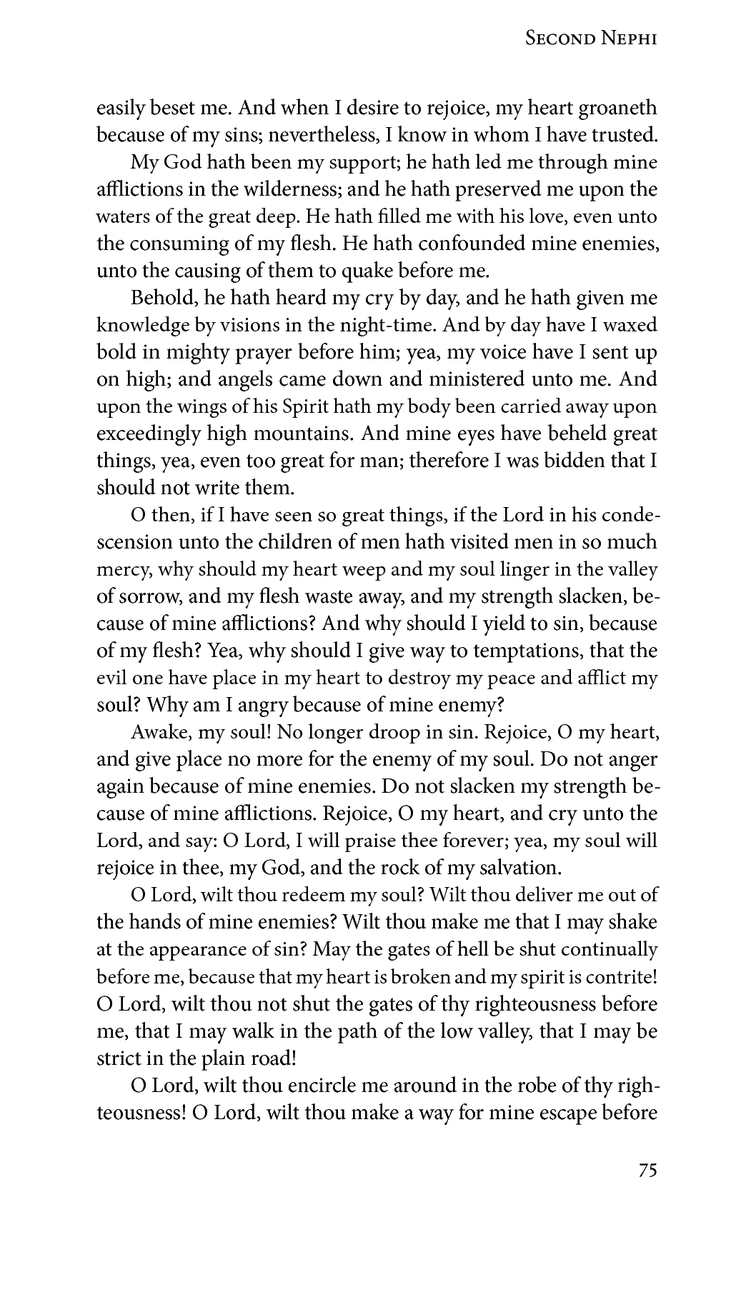 Second Nephi
easily beset me. And when I desire to rejoice, my heart groaneth
because of my sins; nevertheless, I know in whom I have trusted.
My God hath been my support; he hath led me through mine
afflictions in the wilderness; and he hath preserved me upon the
waters of the great deep. He hath filled me with his love, even unto
the consuming of my flesh. He hath confounded mine enemies,
unto the causing of them to quake before me.
Behold, he hath heard my cry by day, and he hath given me
knowledge by visions in the night-time. And by day have I waxed
bold in mighty prayer before him; yea, my voice have I sent up
on high; and angels came down and ministered unto me. And
upon the wings of his Spirit hath my body been carried away upon
exceedingly high mountains. And mine eyes have beheld great
things, yea, even too great for man; therefore I was bidden that I
should not write them.
O then, if I have seen so great things, if the Lord in his conde-
scension unto the children of men hath visited men in so much
mercy, why should my heart weep and my soul linger in the valley
of sorrow, and my flesh waste away, and my strength slacken, be-
cause of mine afflictions? And why should I yield to sin, because
of my flesh? Yea, why should I give way to temptations, that the
evil one have place in my heart to destroy my peace and afflict my
soul? Why am I angry because of mine enemy?
Awake, my soul! No longer droop in sin. Rejoice, O my heart,
and give place no more for the enemy of my soul. Do not anger
again because of mine enemies. Do not slacken my strength be-
cause of mine afflictions. Rejoice, O my heart, and cry unto the
Lord, and say: O Lord, I will praise thee forever; yea, my soul will
rejoice in thee, my God, and the rock of my salvation.
O Lord, wilt thou redeem my soul? Wilt thou deliver me out of
the hands of mine enemies? Wilt thou make me that I may shake
at the appearance of sin? May the gates of hell be shut continually
before me, because that my heart is broken and my spirit is contrite!
O Lord, wilt thou not shut the gates of thy righteousness before
me, that I may walk in the path of the low valley, that I may be
strict in the plain road!
O Lord, wilt thou encircle me around in the robe of thy righ-
teousness! O Lord, wilt thou make a way for mine escape before
75